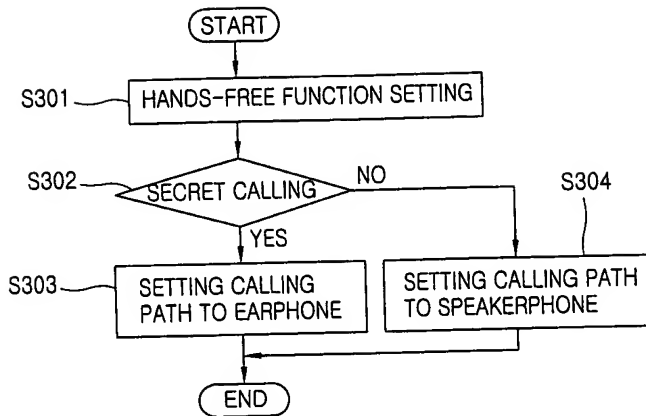 START
S301
HANDS-FREE FUNCTION SETTING
S302
SECRET CALLING
NO
YES
S304
S303
SETTING CALLING
PATH TO EARPHONE
SETTING CALLING PATH
TO SPEAKERPHONE
END